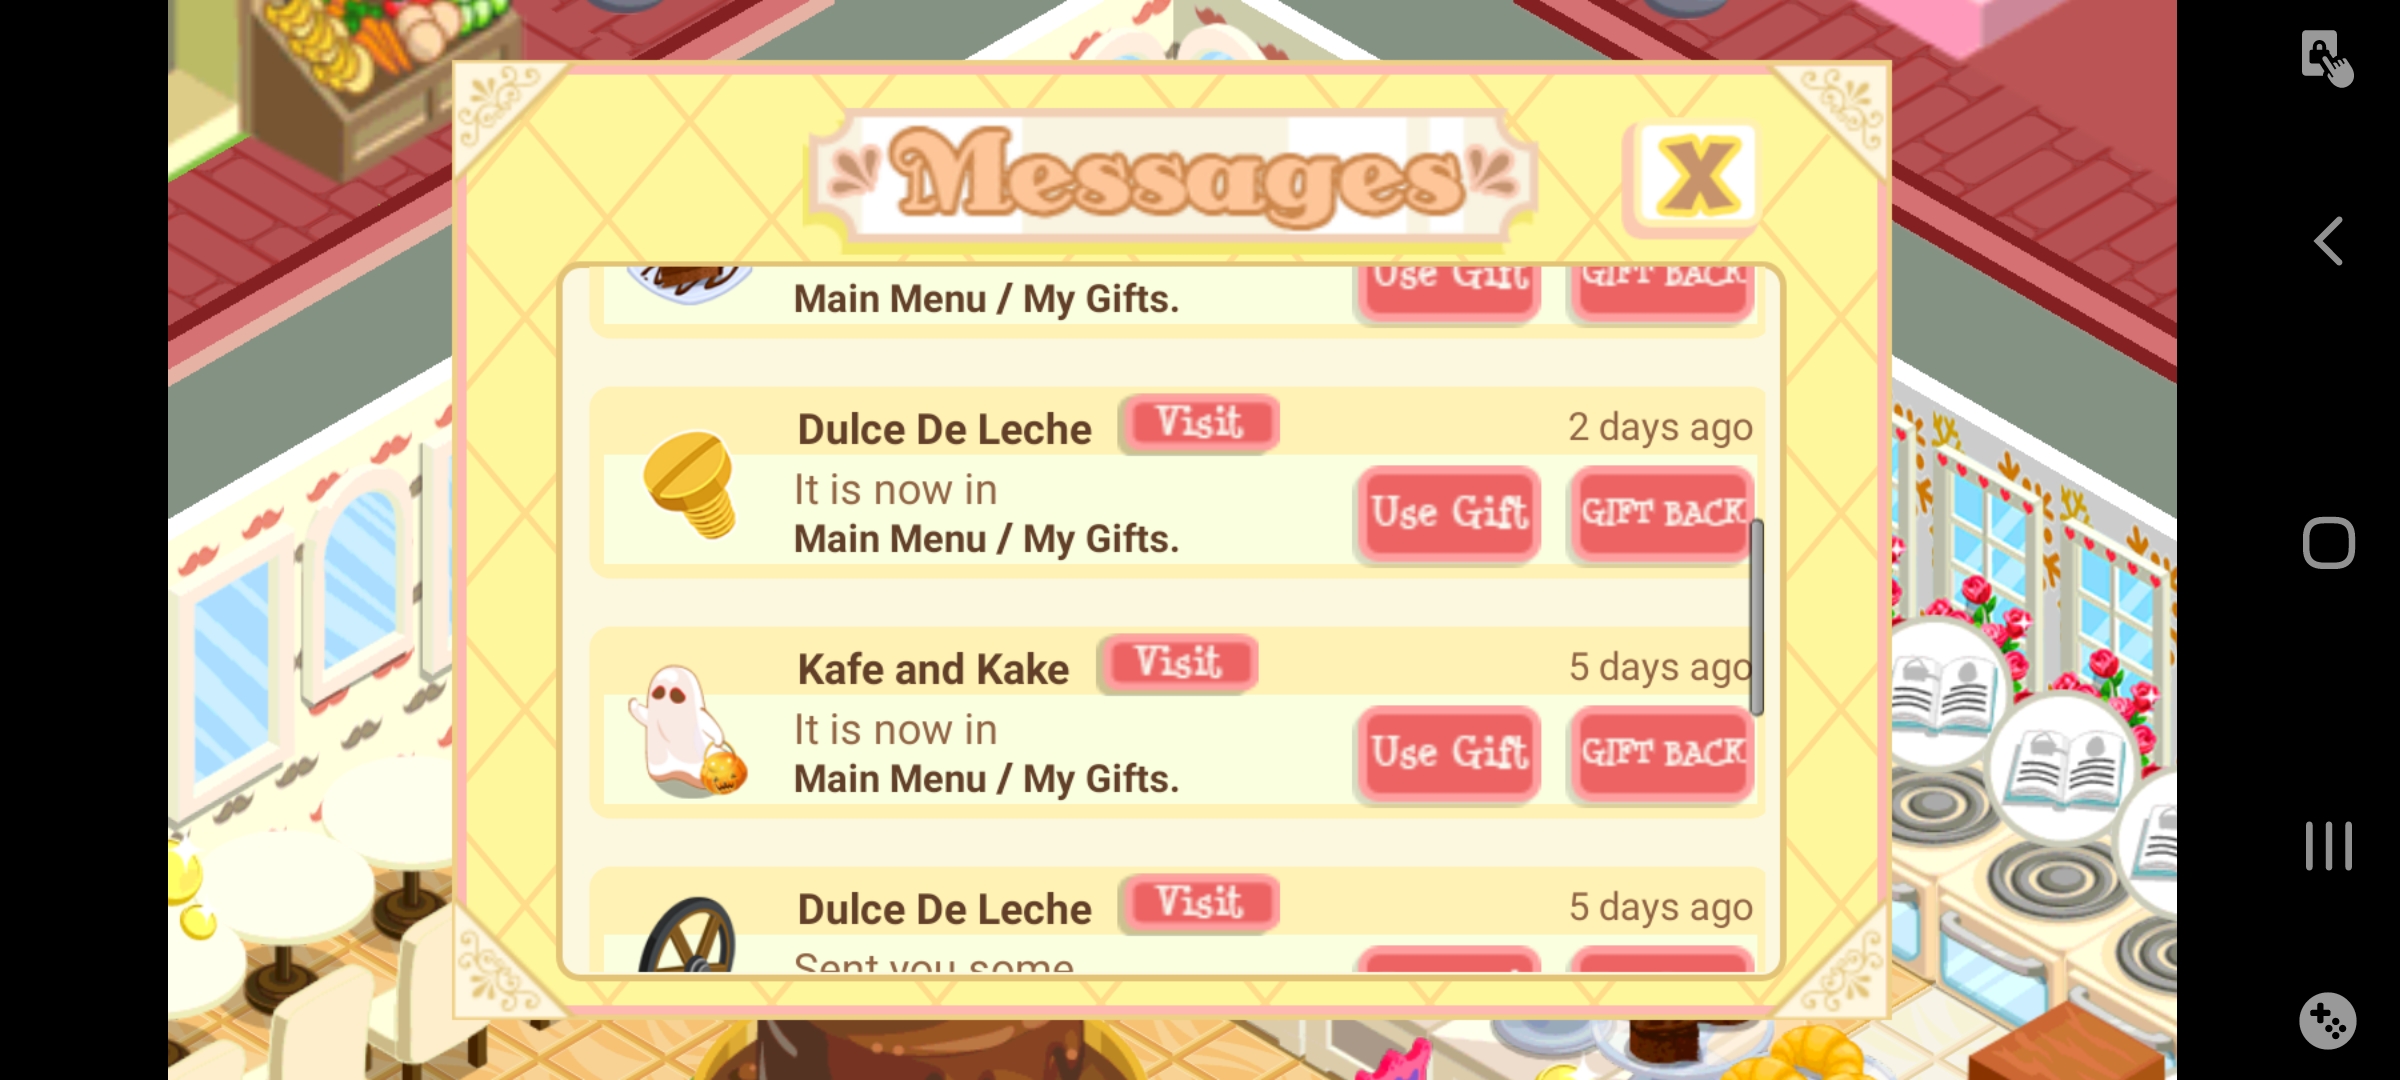 Messages
X
Use Gift GIFT BACK
Main Menu / My Gifts.
Dulce De Leche Visit 2 days ago
It is now in
Use Gift GIFT BACK
Main Menu / My Gifts.
Kafe and Kake Visit 5 days ago
It is now in
Use Gift GIFT BACK
Main Menu / My Gifts.
Dulce De Leche Visit 5 days ago
Sent you some